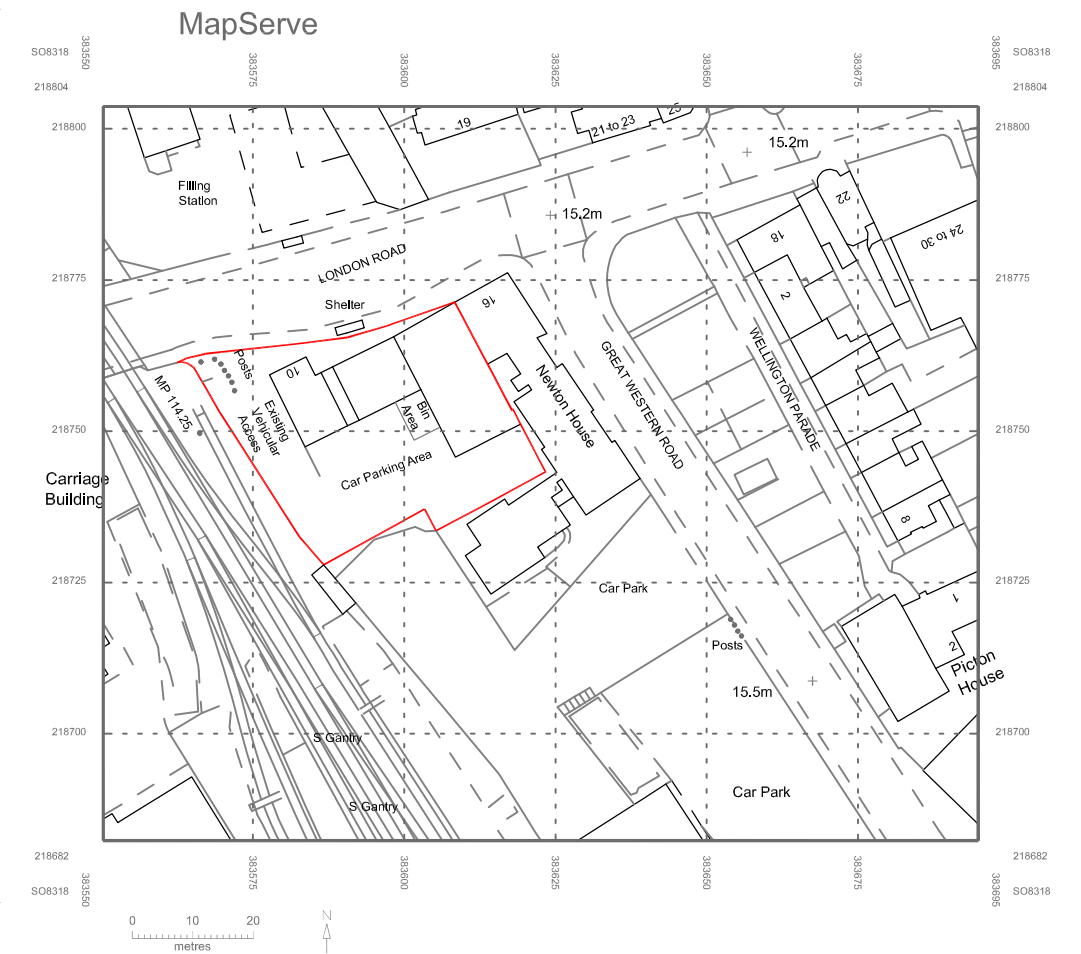 MapServe
383550
383575
383600
383625
383650
383675
383695
SO8318
SO8318
218804
218804
218800
218800
19
21 to 23
25
15.2m
Filling
Station
15.2m
22
18
24 to 30
LONDON ROAD
218775
218775
2
Shelter
16
Posts
10
MP 114.25
Existing
Vehicular
Access
Bin
Area
Newton House
GREAT WESTERN ROAD
WELLINGTON PARADE
218750
218750
Car Parking Area
Carriage
Building
8
218725
218725
Car Park
1
Posts
2
Picton
House
15.5m
218700
218700
S Gantry
Car Park
S Gantry
218682
218682
SO8318
SO8318
383550
383575
383600
383625
383650
383675
383695
0 10 20
metres
N